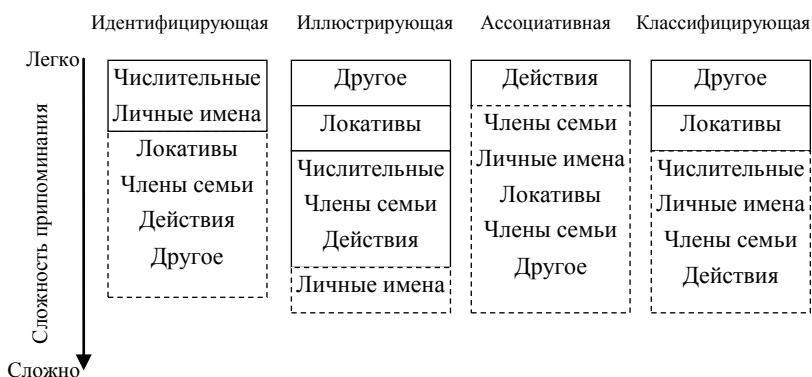 Идентифицирующая
Иллюстрирующая
Ассоциативная
Классифицирующая
Легко
Сложность припоминания
Сложно
Числительные
Личные имена
Локативы
Члены семьи
Действия
Другое
Другое
Локативы
Числительные
Члены семьи
Действия
Личные имена
Действия
Члены семьи
Личные имена
Локативы
Члены семьи
Другое
Другое
Локативы
Числительные
Личные имена
Члены семьи
Действия